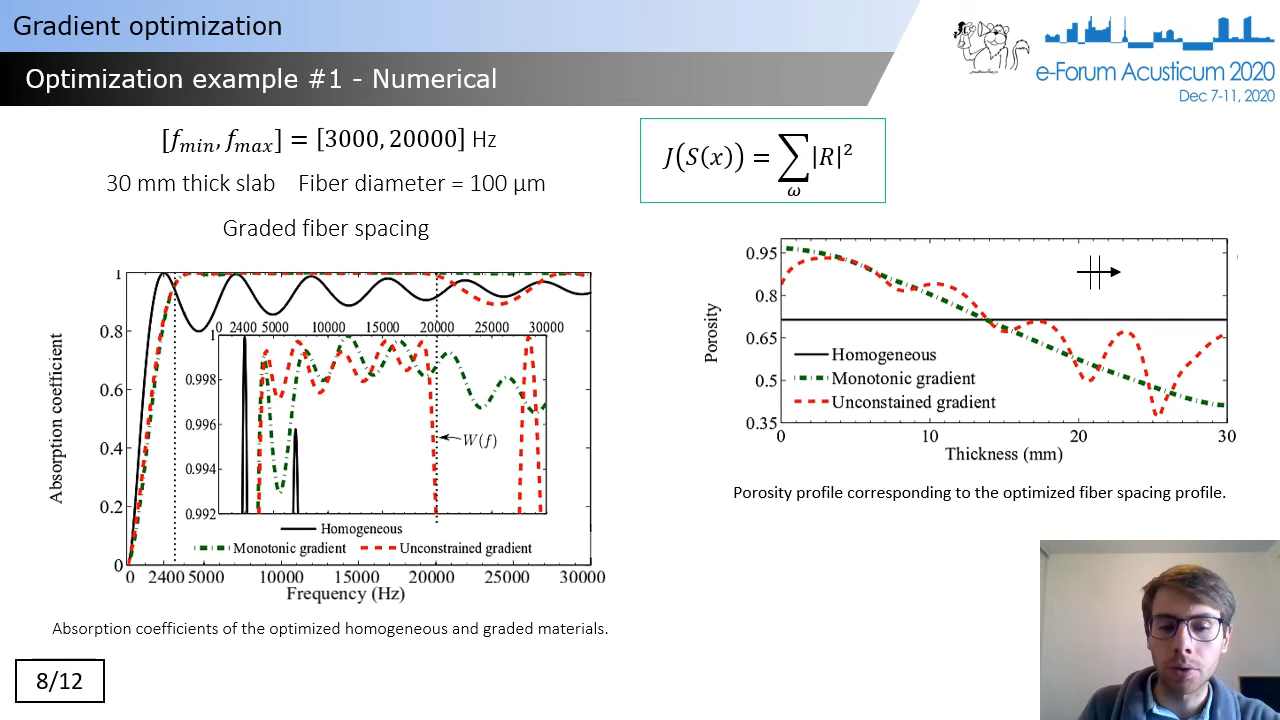 Gradient optimization
Optimization example #1 - Numerical
e-Forum Acusticum 2020
Dec 7-11, 2020
[f_min, f_max] = [3000, 20000] Hz
30 mm thick slab Fiber diameter = 100 µm
Graded fiber spacing
J(S(x)) = ∑_ω |R|²
Absorption coefficient
1
0.8
0.6
0.4
0.2
0
0 2400 5000 10000 15000 20000 25000 30000
1
0.998
0.996
0.994
0.992
W(f)
Homogeneous
Monotonic gradient Unconstrained gradient
0 2400 5000 10000 15000 20000 25000 30000
Frequency (Hz)
Absorption coefficients of the optimized homogeneous and graded materials.
Porosity
0.95
0.8
0.65
0.5
0.35
Homogeneous
Monotonic gradient
Unconstained gradient
0 10 20 30
Thickness (mm)
Porosity profile corresponding to the optimized fiber spacing profile.
8/12